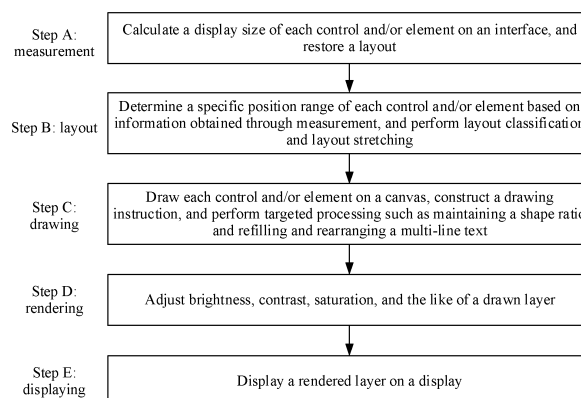 Step A:
measurement
Calculate a display size of each control and/or element on an interface, and
restore a layout
Step B: layout
Determine a specific position range of each control and/or element based on
information obtained through measurement, and perform layout classification
and layout stretching
Step C:
drawing
Draw each control and/or element on a canvas, construct a drawing
instruction, and perform targeted processing such as maintaining a shape ratio
and refilling and rearranging a multi-line text
Step D:
rendering
Adjust brightness, contrast, saturation, and the like of a drawn layer
Step E:
displaying
Display a rendered layer on a display